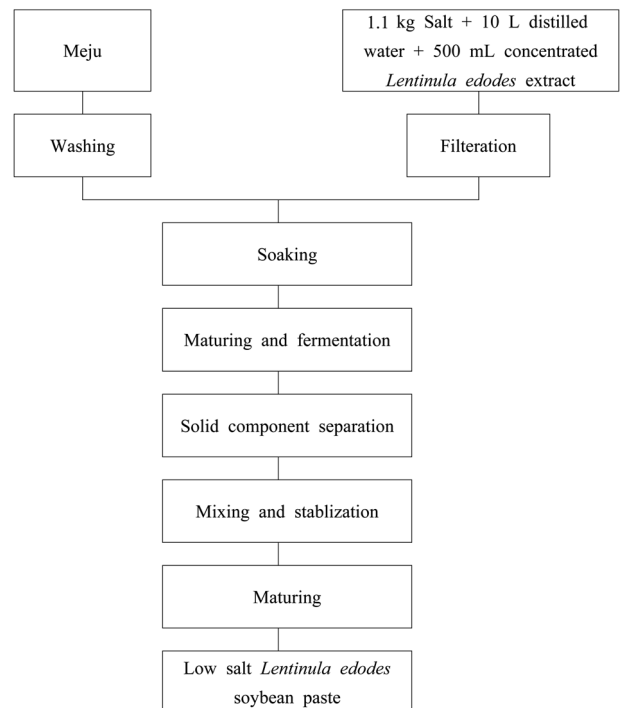 Meju
1.1 kg Salt + 10 L distilled
water + 500 mL concentrated
Lentinula edodes extract
Washing
Filteration
Soaking
Maturing and fermentation
Solid component separation
Mixing and stablization
Maturing
Low salt Lentinula edodes
soybean paste